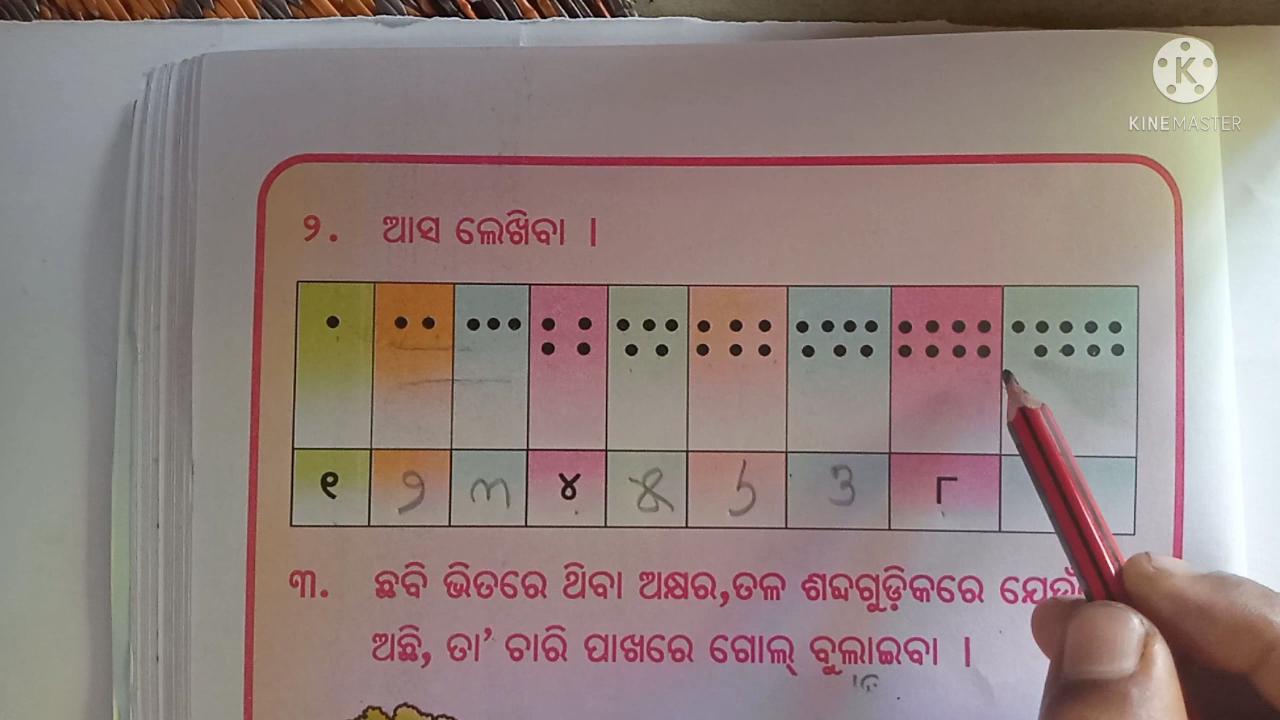 KINEMASTER
୨. ଆସ ଲେଖିବା ।
୧ ୨ ୩ ୪ ୫ ୬ ୭ ୮
୩. ଛବି ଭିତରେ ଥିବା ଅକ୍ଷର,ତଳ ଶବ୍ଦଗୁଡ଼ିକରେ
ଅଛି, ତା’ ଚାରି ପାଖରେ ଗୋଲ୍ ବୁଲାଇବା ।